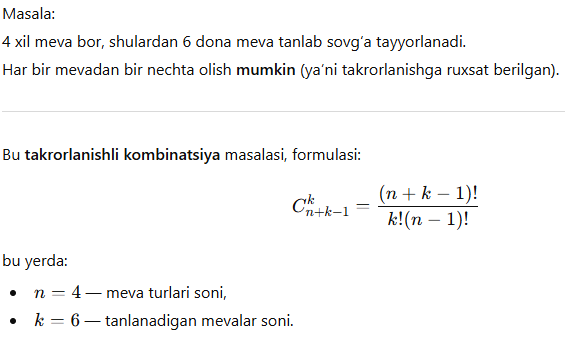 Masala:
4 xil meva bor, shulardan 6 dona meva tanlab sovg‘a tayyorlanadi.
Har bir mevadan bir nechta olish mumkin (ya’ni takrorlanishga ruxsat berilgan).
Bu takrorlanishli kombinatsiya masalasi, formulasi:
C^k_{n+k−1} = (n + k − 1)! / k!(n − 1)!
bu yerda:
• n = 4 — meva turlari soni,
• k = 6 — tanlanadigan mevalar soni.